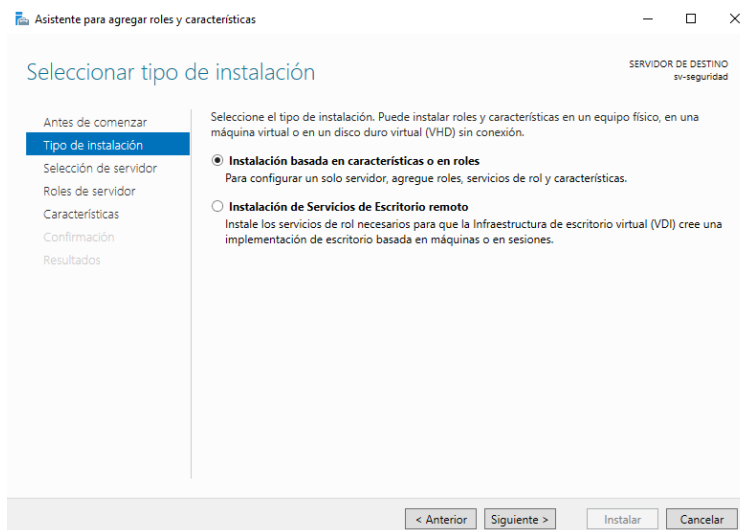 Asistente para agregar roles y características
Seleccionar tipo de instalación
SERVIDOR DE DESTINO
sv-seguridad
Antes de comenzar
Tipo de instalación
Selección de servidor
Roles de servidor
Características
Confirmación
Resultados
Seleccione el tipo de instalación. Puede instalar roles y características en un equipo físico, en una
máquina virtual o en un disco duro virtual (VHD) sin conexión.
Instalación basada en características o en roles
Para configurar un solo servidor, agregue roles, servicios de rol y características.
Instalación de Servicios de Escritorio remoto
Instale los servicios de rol necesarios para que la Infraestructura de escritorio virtual (VDI) cree una
implementación de escritorio basada en máquinas o en sesiones.
< Anterior
Siguiente >
Instalar
Cancelar